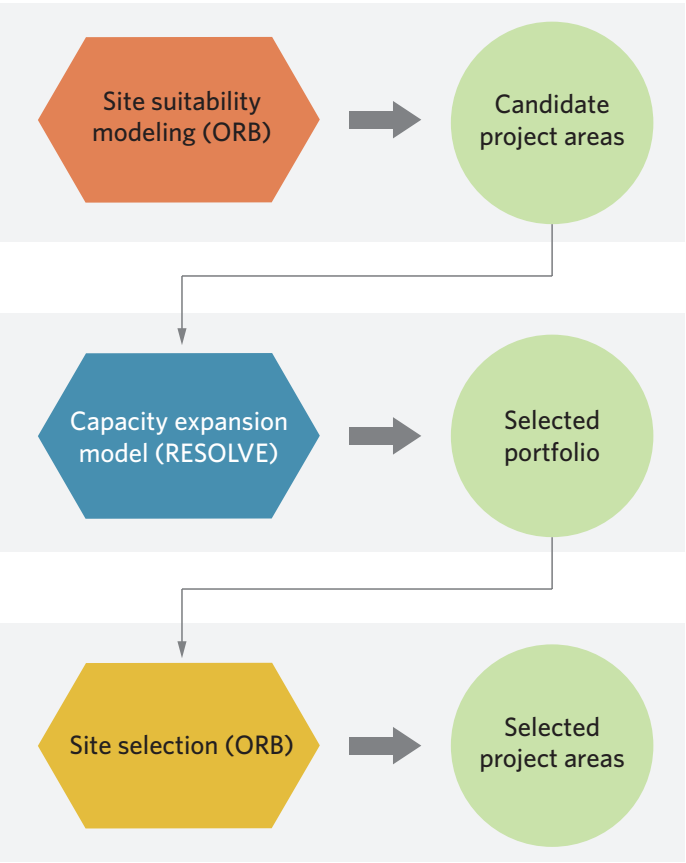 Site suitability
modeling (ORB)
Candidate
project areas
Capacity expansion
model (RESOLVE)
Selected
portfolio
Site selection (ORB)
Selected
project areas